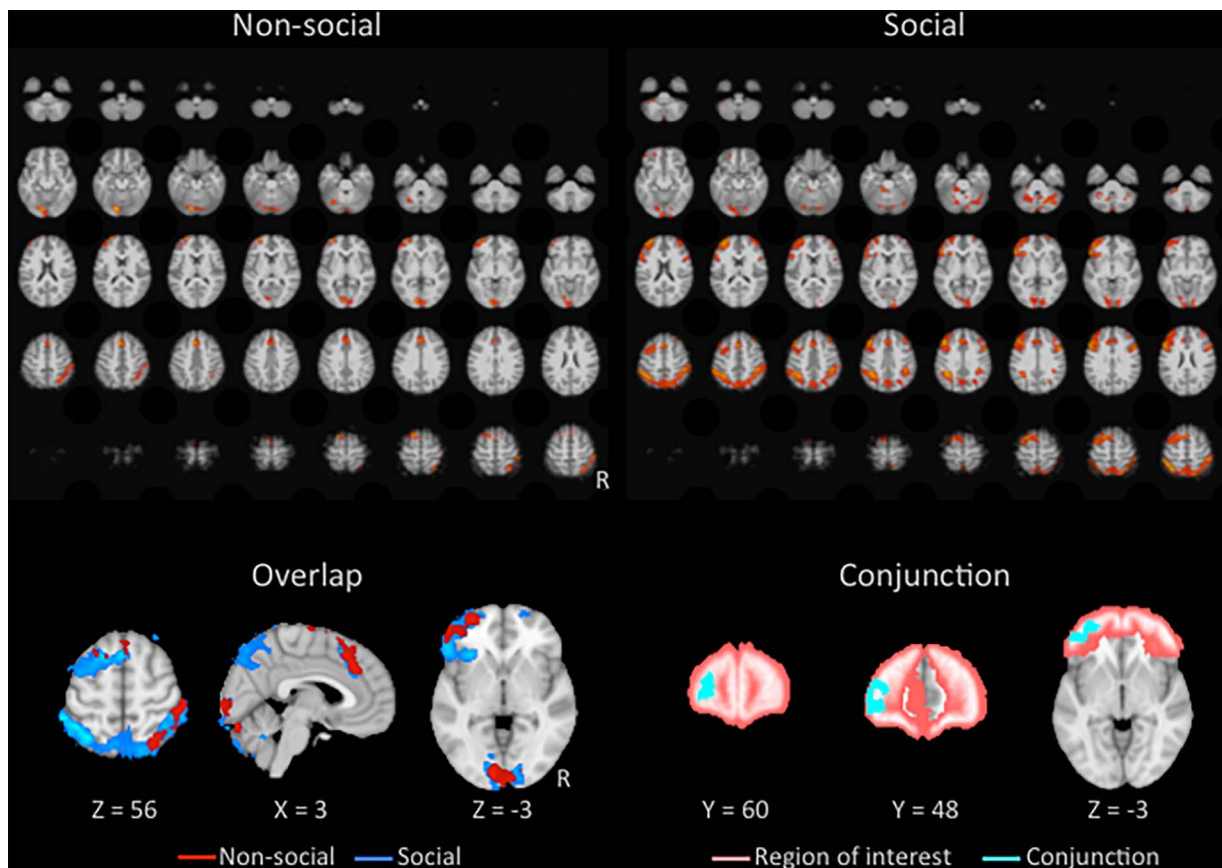 Non-social
Social
R
Overlap
Conjunction
R
Z = 56
X = 3
Z = -3
Y = 60
Y = 48
Z = -3
Non-social
Social
Region of interest
Conjunction